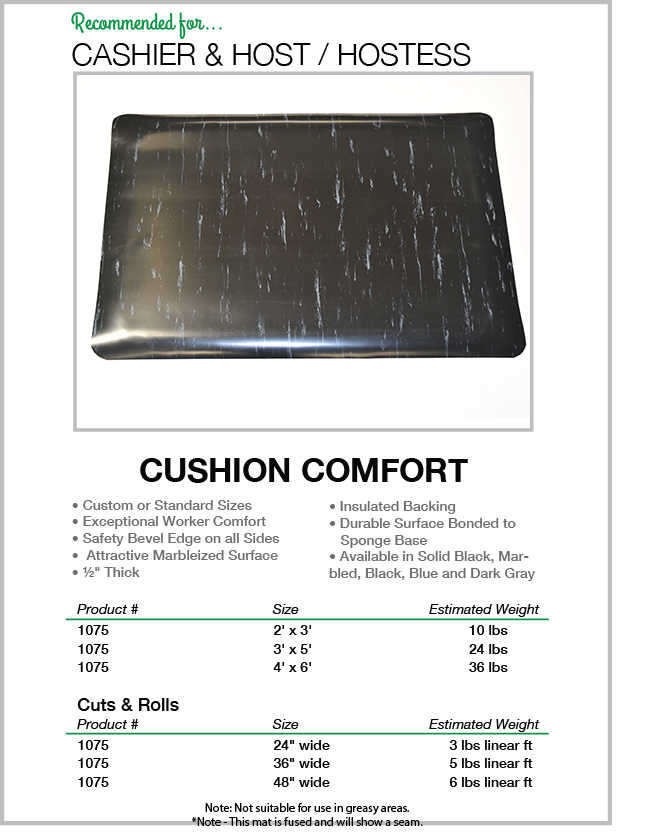 Recommended for...
CASHIER & HOST / HOSTESS
CUSHION COMFORT
• Custom or Standard Sizes
• Exceptional Worker Comfort
• Safety Bevel Edge on all Sides
• Attractive Marbleized Surface
• ½" Thick
• Insulated Backing
• Durable Surface Bonded to
Sponge Base
• Available in Solid Black, Mar-
bled, Black, Blue and Dark Gray
Product # Size Estimated Weight
1075 2' x 3' 10 lbs
1075 3' x 5' 24 lbs
1075 4' x 6' 36 lbs
Cuts & Rolls
Product # Size Estimated Weight
1075 24" wide 3 lbs linear ft
1075 36" wide 5 lbs linear ft
1075 48" wide 6 lbs linear ft
Note: Not suitable for use in greasy areas.
*Note - This mat is fused and will show a seam.